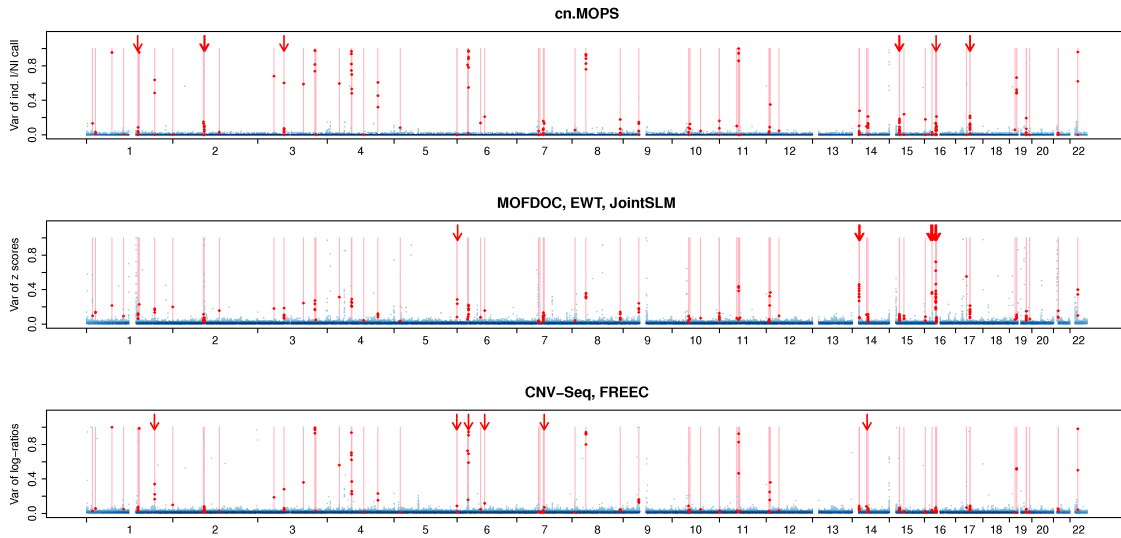 cn.MOPS
Var of ind. I/NI call
0.0 0.4 0.8
1 2 3 4 5 6 7 8 9 10 11 12 13 14 15 16 17 18 19 20 22
MOFDOC, EWT, JointSLM
Var of z scores
0.0 0.4 0.8
1 2 3 4 5 6 7 8 9 10 11 12 13 14 15 16 17 18 19 20 22
CNV−Seq, FREEC
Var of log−ratios
0.0 0.4 0.8
1 2 3 4 5 6 7 8 9 10 11 12 13 14 15 16 17 18 19 20 22